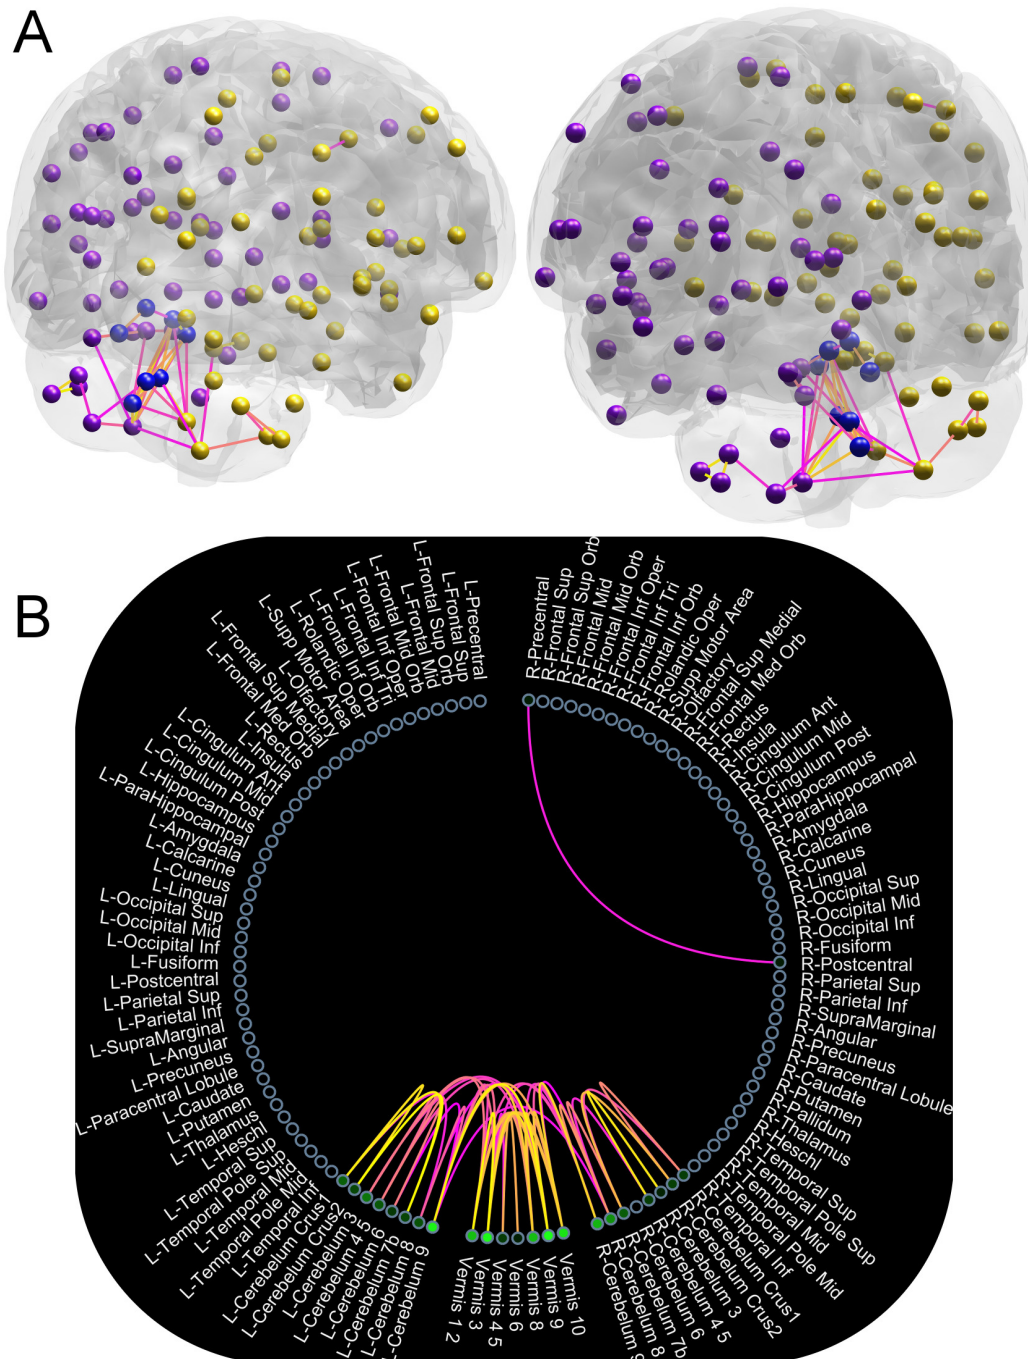 A
B
L-Precentral
L-Frontal Sup
L-Frontal Sup Orb
L-Frontal Mid
L-Frontal Mid Orb
L-Frontal Inf Oper
L-Frontal Inf Tri
L-Frontal Inf Orb
L-Rolandic Oper
L-Supp Motor Area
L-Olfactory
L-Frontal Sup Medial
L-Frontal Med Orb
L-Rectus
L-Insula
L-Cingulum Ant
L-Cingulum Mid
L-Cingulum Post
L-Hippocampus
L-ParaHippocampal
L-Amygdala
L-Calcarine
L-Cuneus
L-Lingual
L-Occipital Sup
L-Occipital Mid
L-Occipital Inf
L-Fusiform
L-Postcentral
L-Parietal Sup
L-Parietal Inf
L-SupraMarginal
L-Angular
L-Precuneus
L-Paracentral Lobule
L-Caudate
L-Putamen
L-Thalamus
L-Heschl
L-Temporal Sup
L-Temporal Pole Sup
L-Temporal Mid
L-Temporal Pole Mid
L-Temporal Inf
L-Cerebelum Crus1
L-Cerebelum Crus2
L-Cerebelum 3
L-Cerebelum 4 5
L-Cerebelum 6
L-Cerebelum 7b
L-Cerebelum 8
L-Cerebelum 9
Vermis 1 2
Vermis 3
Vermis 4 5
Vermis 6
Vermis 8
Vermis 9
Vermis 10
R-Precentral
R-Frontal Sup
R-Frontal Sup Orb
R-Frontal Mid
R-Frontal Mid Orb
R-Frontal Inf Oper
R-Frontal Inf Tri
R-Frontal Inf Orb
R-Rolandic Oper
R-Supp Motor Area
R-Olfactory
R-Frontal Sup Medial
R-Frontal Med Orb
R-Rectus
R-Insula
R-Cingulum Ant
R-Cingulum Mid
R-Cingulum Post
R-Hippocampus
R-ParaHippocampal
R-Amygdala
R-Calcarine
R-Cuneus
R-Lingual
R-Occipital Sup
R-Occipital Mid
R-Occipital Inf
R-Fusiform
R-Postcentral
R-Parietal Sup
R-Parietal Inf
R-SupraMarginal
R-Angular
R-Precuneus
R-Paracentral Lobule
R-Caudate
R-Putamen
R-Pallidum
R-Thalamus
R-Heschl
R-Temporal Sup
R-Temporal Pole Sup
R-Temporal Mid
R-Temporal Pole Mid
R-Temporal Inf
R-Cerebelum Crus1
R-Cerebelum Crus2
R-Cerebelum 3
R-Cerebelum 4 5
R-Cerebelum 6
R-Cerebelum 7b
R-Cerebelum 8
R-Cerebelum 9